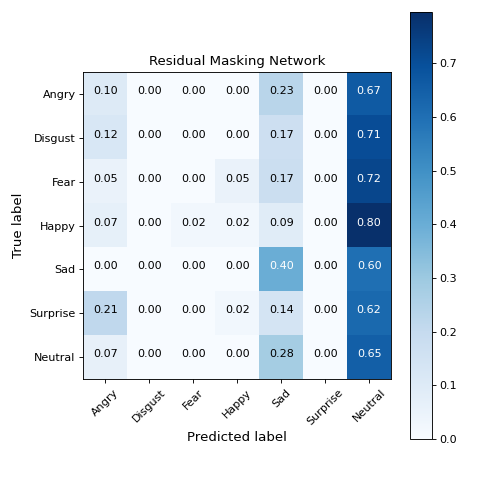 Residual Masking Network
Angry 0.10 0.00 0.00 0.00 0.23 0.00 0.67
Disgust 0.12 0.00 0.00 0.00 0.17 0.00 0.71
Fear 0.05 0.00 0.00 0.05 0.17 0.00 0.72
Happy 0.07 0.00 0.02 0.02 0.09 0.00 0.80
Sad 0.00 0.00 0.00 0.00 0.40 0.00 0.60
Surprise 0.21 0.00 0.00 0.02 0.14 0.00 0.62
Neutral 0.07 0.00 0.00 0.00 0.28 0.00 0.65
True label
Angry Disgust Fear Happy Sad Surprise Neutral
Predicted label
0.7
0.6
0.5
0.4
0.3
0.2
0.1
0.0